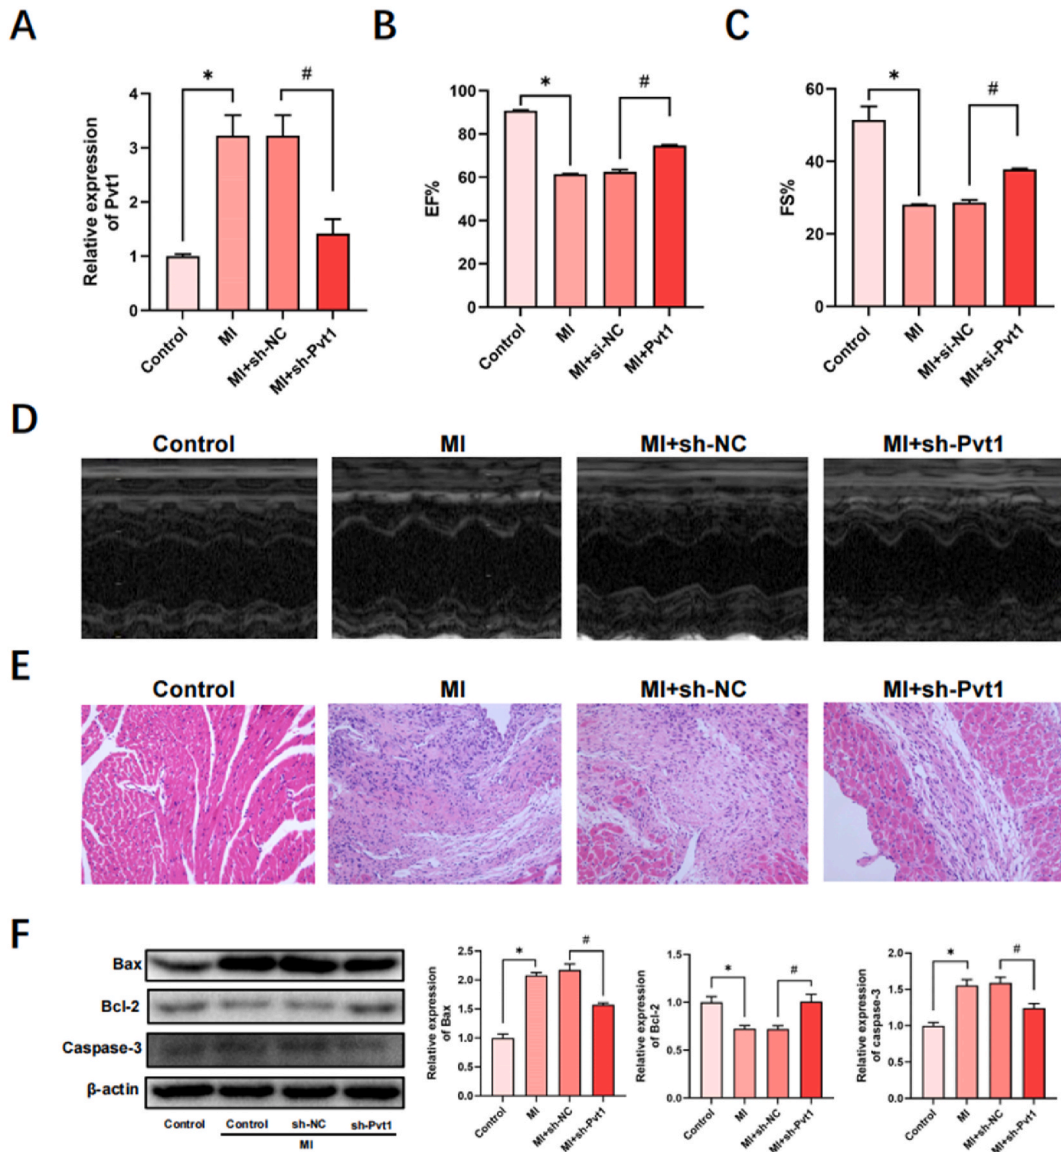 A
Relative expression
of Pvt1
4
3
2
1
0
*
#
Control
MI
MI+sh-NC
MI+sh-Pvt1
B
EF%
100
80
60
40
20
0
*
#
Control
MI
MI+si-NC
MI+Pvt1
C
FS%
60
40
20
0
*
#
Control
MI
MI+si-NC
MI+si-Pvt1
D
Control
MI
MI+sh-NC
MI+sh-Pvt1
E
Control
MI
MI+sh-NC
MI+sh-Pvt1
F
Bax
Bcl-2
Caspase-3
β-actin
Control
Control
sh-NC
sh-Pvt1
MI
Relative expression
of Bax
2.5
2.0
1.5
1.0
0.5
0.0
*
#
Control
MI
MI+sh-NC
MI+sh-Pvt1
Relative expression
of Bcl-2
1.5
1.0
0.5
0.0
*
#
Control
MI
MI+sh-NC
MI+sh-Pvt1
Relative expression
of caspase-3
2.0
1.5
1.0
0.5
0.0
*
#
Control
MI
MI+sh-NC
MI+sh-Pvt1